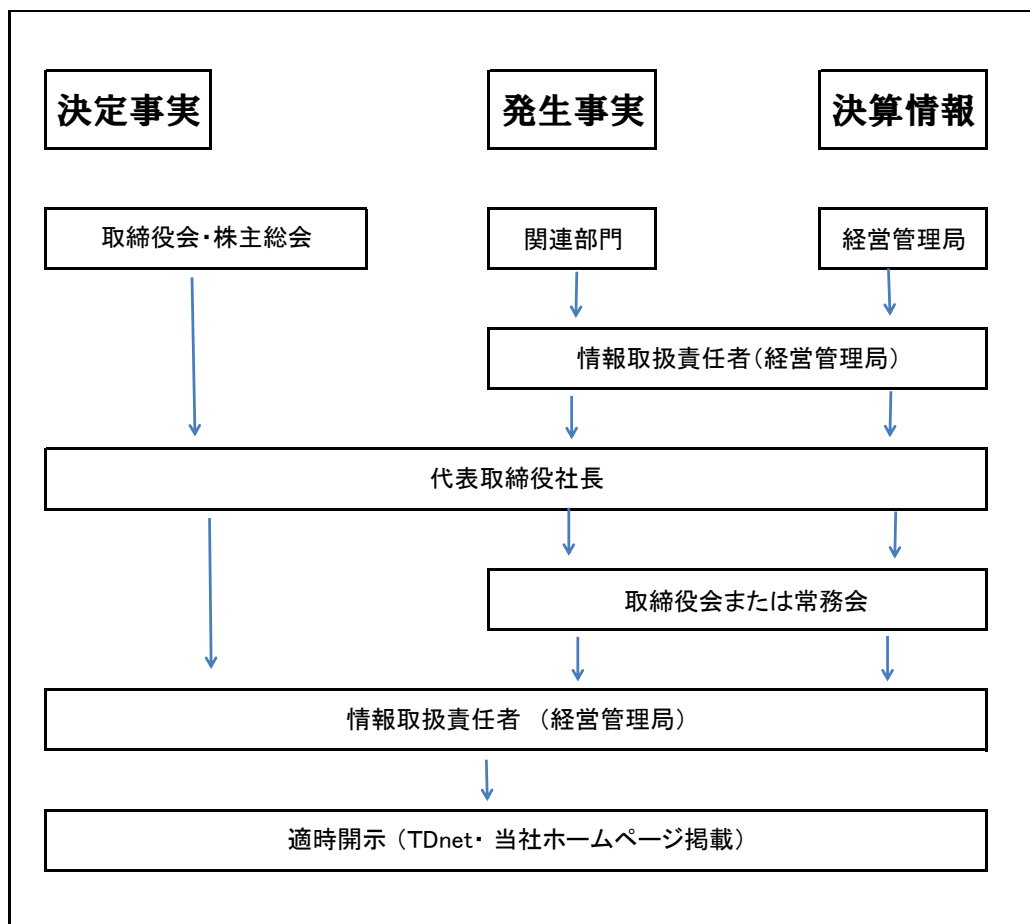 決定事実
発生事実
決算情報
取締役会・株主総会
関連部門
経営管理局
情報取扱責任者(経営管理局)
代表取締役社長
取締役会または常務会
情報取扱責任者 (経営管理局)
適時開示 (TDnet・ 当社ホームページ掲載)